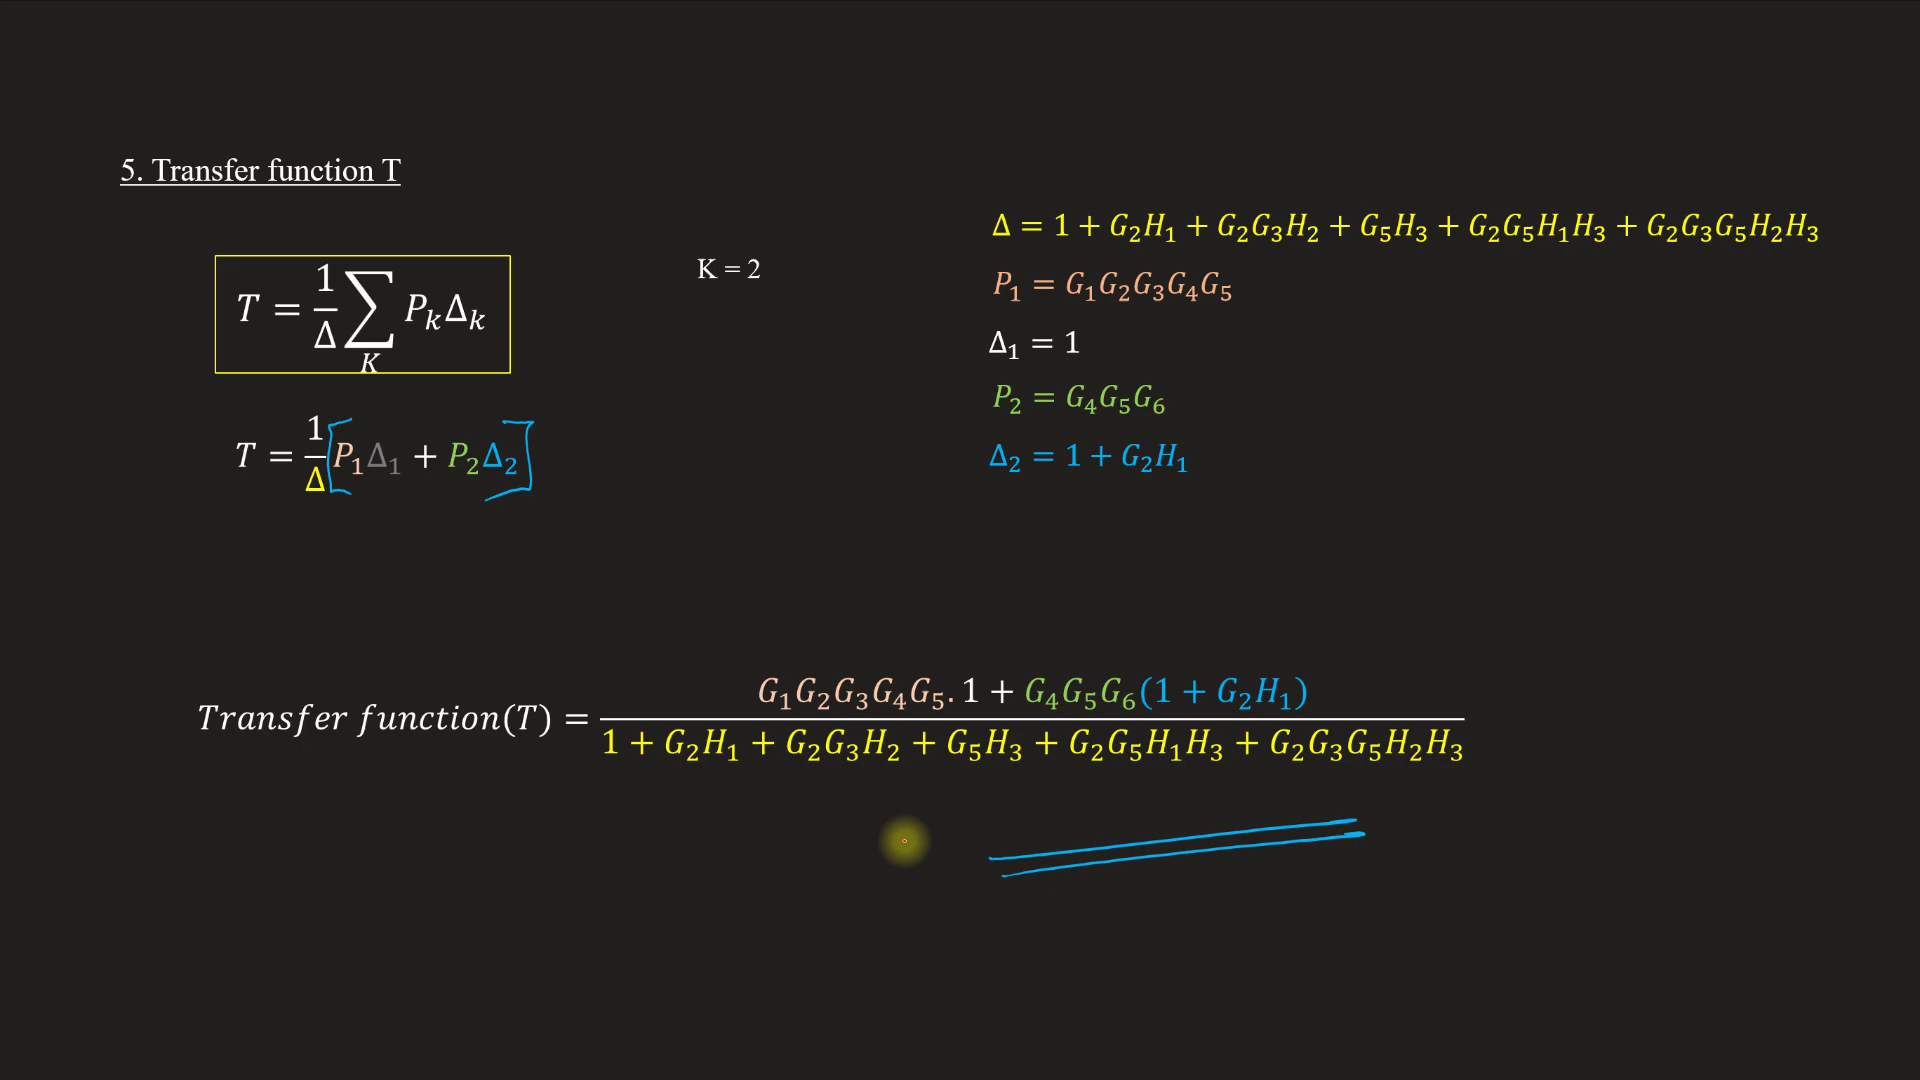 5. Transfer function T
T = 1/Δ ∑_K P_k Δ_k
K = 2
T = 1/Δ [P₁Δ₁ + P₂Δ₂]
Δ = 1 + G₂H₁ + G₂G₃H₂ + G₅H₃ + G₂G₅H₁H₃ + G₂G₃G₅H₂H₃
P₁ = G₁G₂G₃G₄G₅
Δ₁ = 1
P₂ = G₄G₅G₆
Δ₂ = 1 + G₂H₁
Transfer function(T) = (G₁G₂G₃G₄G₅.1 + G₄G₅G₆(1 + G₂H₁)) / (1 + G₂H₁ + G₂G₃H₂ + G₅H₃ + G₂G₅H₁H₃ + G₂G₃G₅H₂H₃)